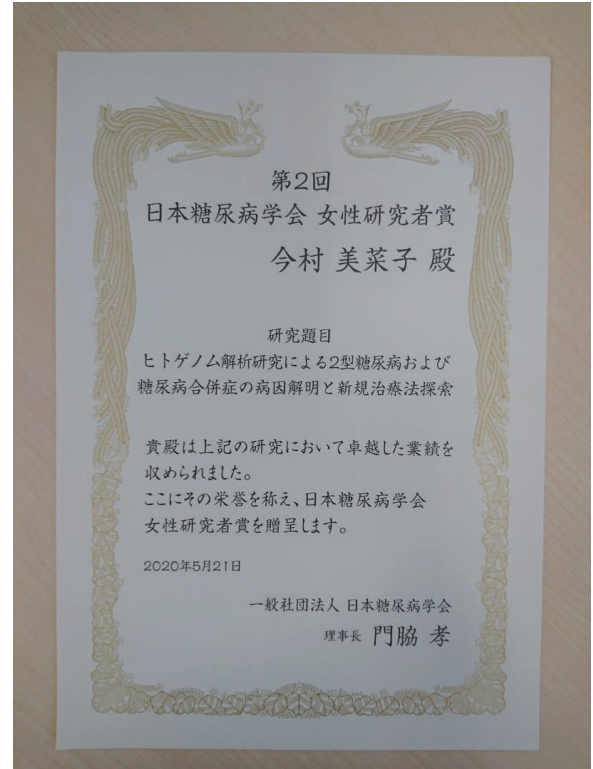 第2回
日本糖尿病学会 女性研究者賞
今村 美菜子 殿
研究題目
ヒトゲノム解析研究による2型糖尿病および
糖尿病合併症の病因解明と新規治療法探索
貴殿は上記の研究において卓越した業績を
収められました。
ここにその栄誉を称え、日本糖尿病学会
女性研究者賞を贈呈します。
2020年5月21日
一般社団法人 日本糖尿病学会
理事長 門脇 孝